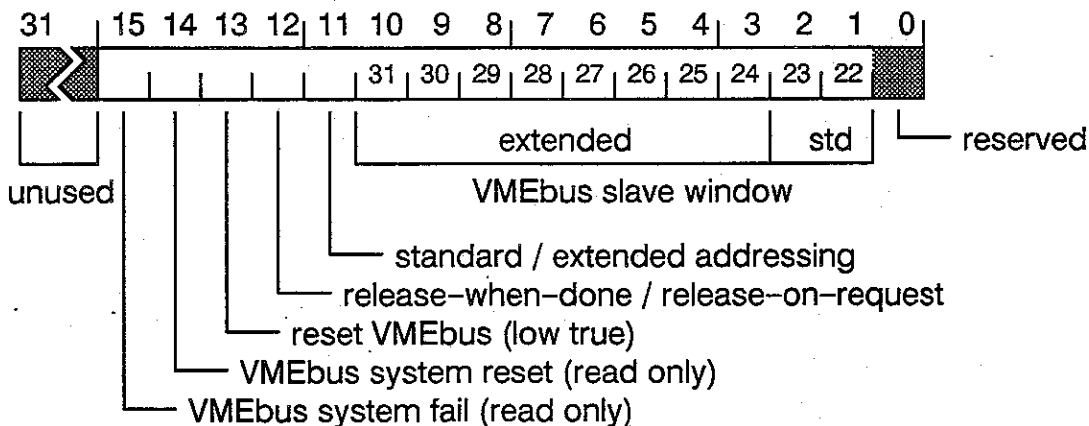 31 15 14 13 12 11 10 9 8 7 6 5 4 3 2 1 0
31 30 29 28 27 26 25 24 23 22
extended std reserved
unused VMEbus slave window
standard / extended addressing
release–when–done / release–on–request
reset VMEbus (low true)
VMEbus system reset (read only)
VMEbus system fail (read only)